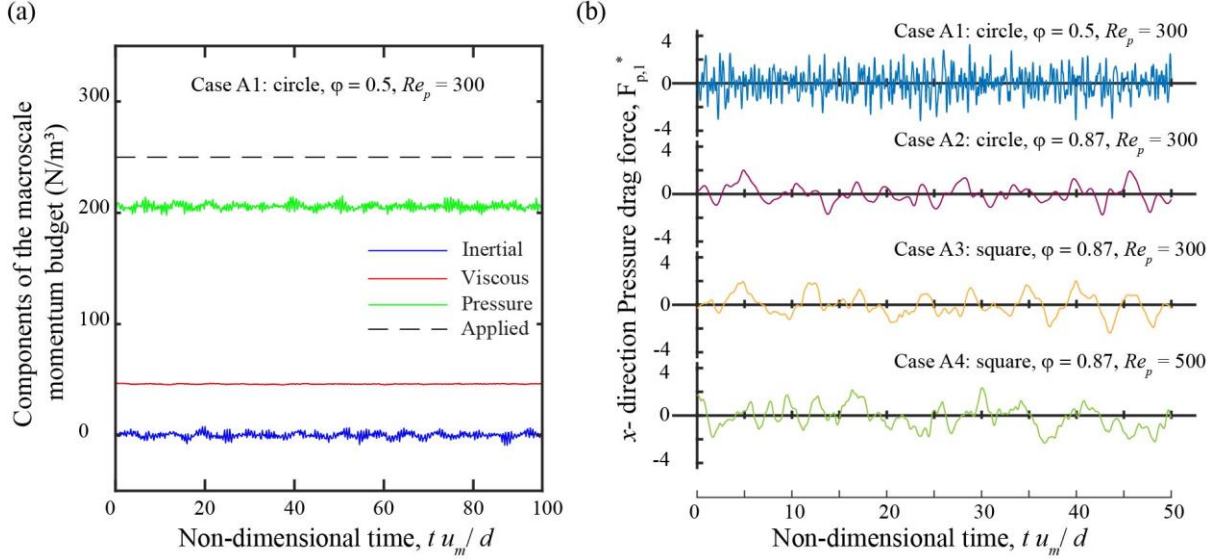 (a)
Components of the macroscale
momentum budget (N/m³)
300
200
100
0
Case A1: circle, φ = 0.5, Re_p = 300
Inertial
Viscous
Pressure
Applied
0 20 40 60 80 100
Non-dimensional time, t u_m / d
(b)
x- direction Pressure drag force, F_{p,1}^*
Case A1: circle, φ = 0.5, Re_p = 300
4
0
-4
Case A2: circle, φ = 0.87, Re_p = 300
4
0
-4
Case A3: square, φ = 0.87, Re_p = 300
4
0
-4
Case A4: square, φ = 0.87, Re_p = 500
4
0
-4
0 10 20 30 40 50
Non-dimensional time, t u_m / d